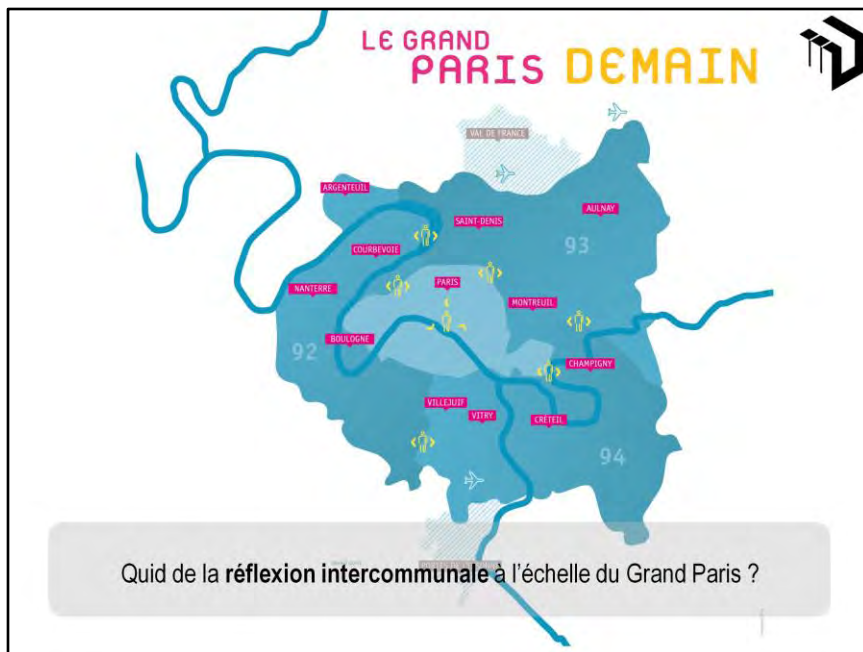 LE GRAND
PARIS DEMAIN
VAL DE FRANCE
ARGENTEUIL
AULNAY
SAINT-DENIS
93
COURBEVOIE
PARIS
NANTERRE
MONTREUIL
BOULOGNE
92
CHAMPIGNY
VILLEJUIF
VITRY
CRÉTEIL
94
Quid de la réflexion intercommunale à l'échelle du Grand Paris ?